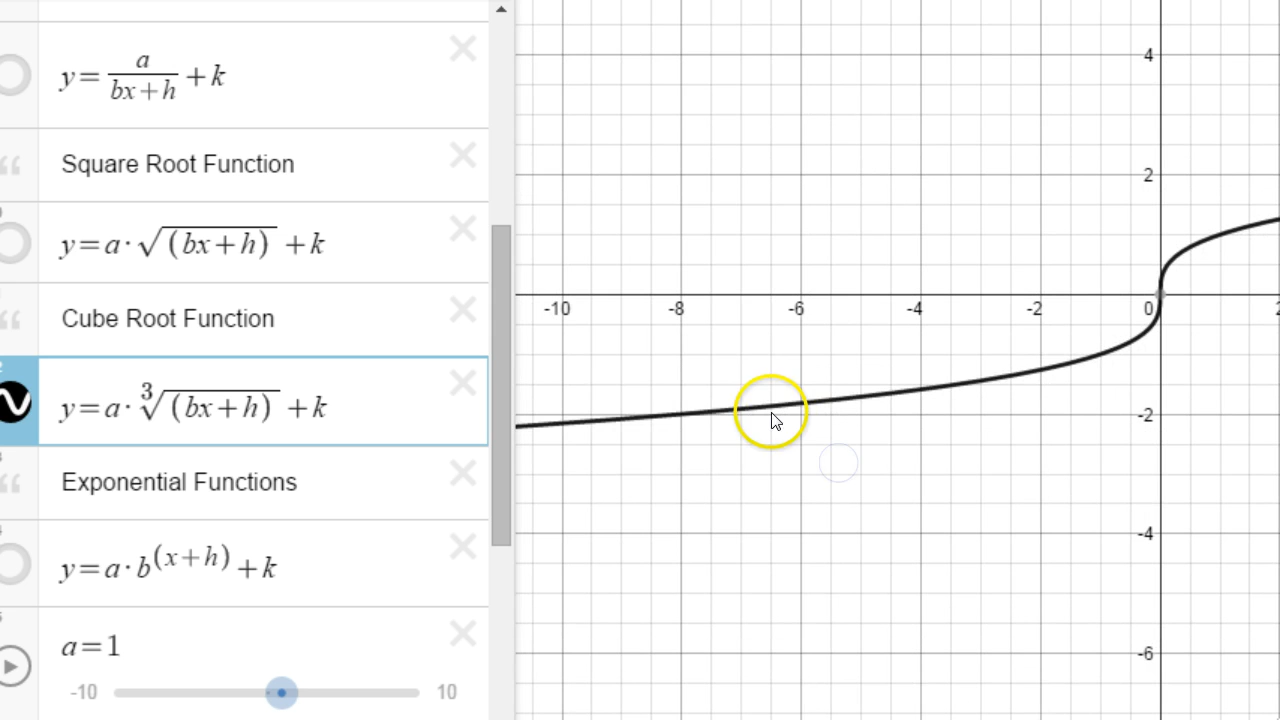 y = a/(bx+h) + k
Square Root Function
y = a·√(bx+h) + k
Cube Root Function
y = a·∛(bx+h) + k
Exponential Functions
y = a·b^(x+h) + k
a = 1
-10 10
4
2
-10 -8 -6 -4 -2 0
-2
-4
-6